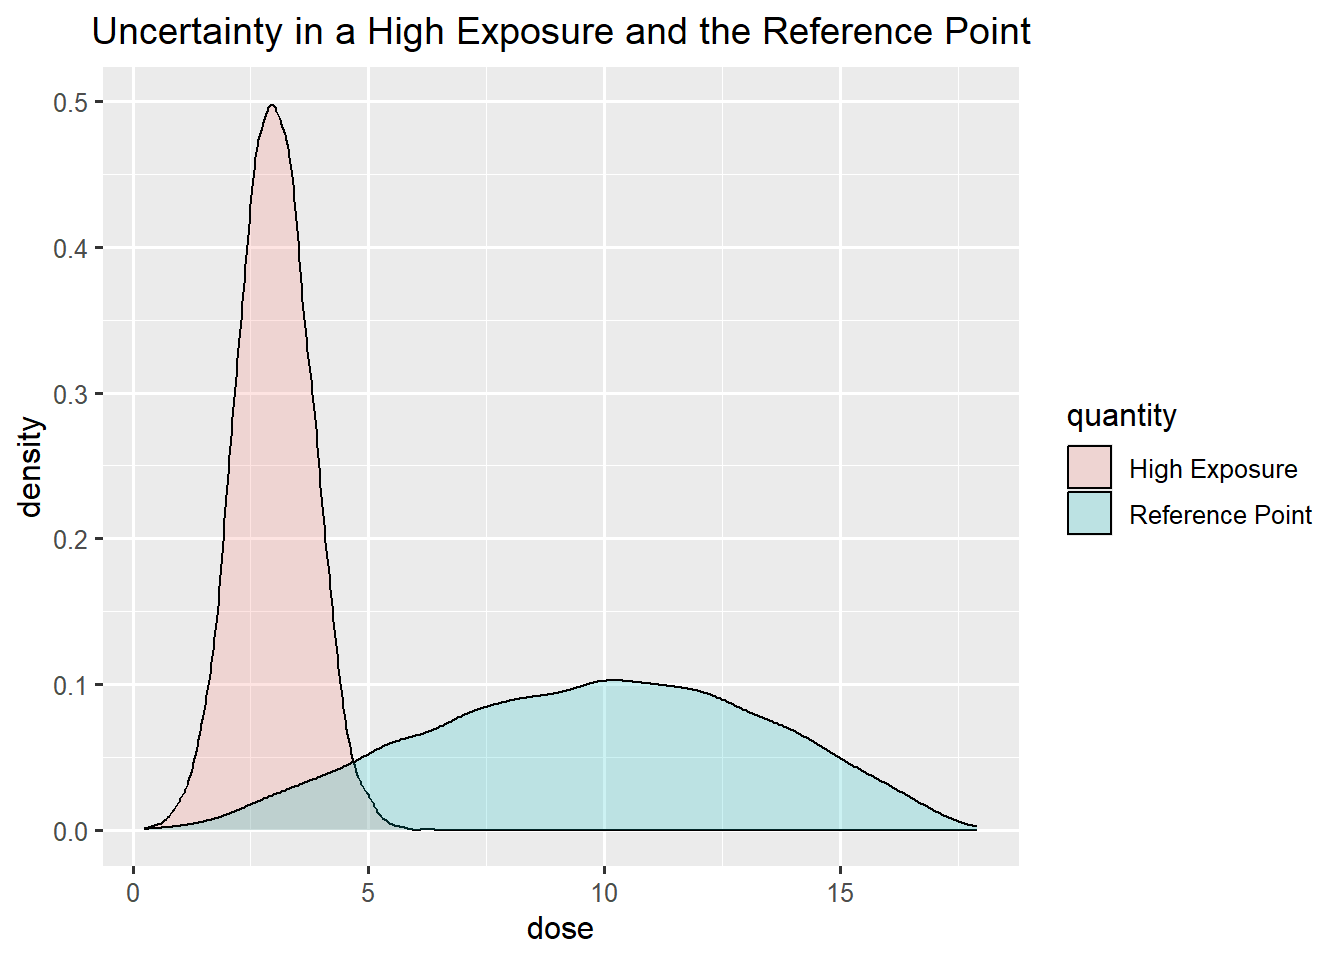 Uncertainty in a High Exposure and the Reference Point
0.5
0.4
0.3
0.2
0.1
0.0
density
0
5
10
15
dose
quantity
High Exposure
Reference Point